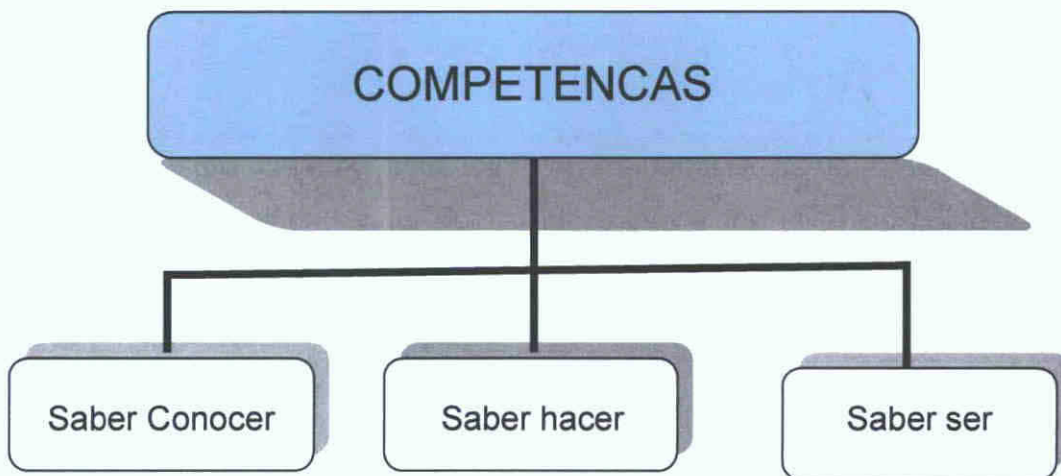 COMPETENCAS
Saber Conocer
Saber hacer
Saber ser